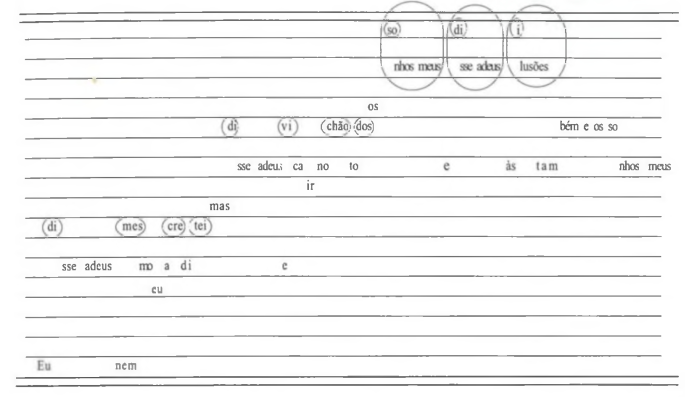 so di i
nhos meus sse adeus lusões
os
di vi chão dos bém e os so
sse adeus ca no to e às tam nhos meus
ir
mas
di mes cre tei
sse adeus mo a di e
eu
Eu nem